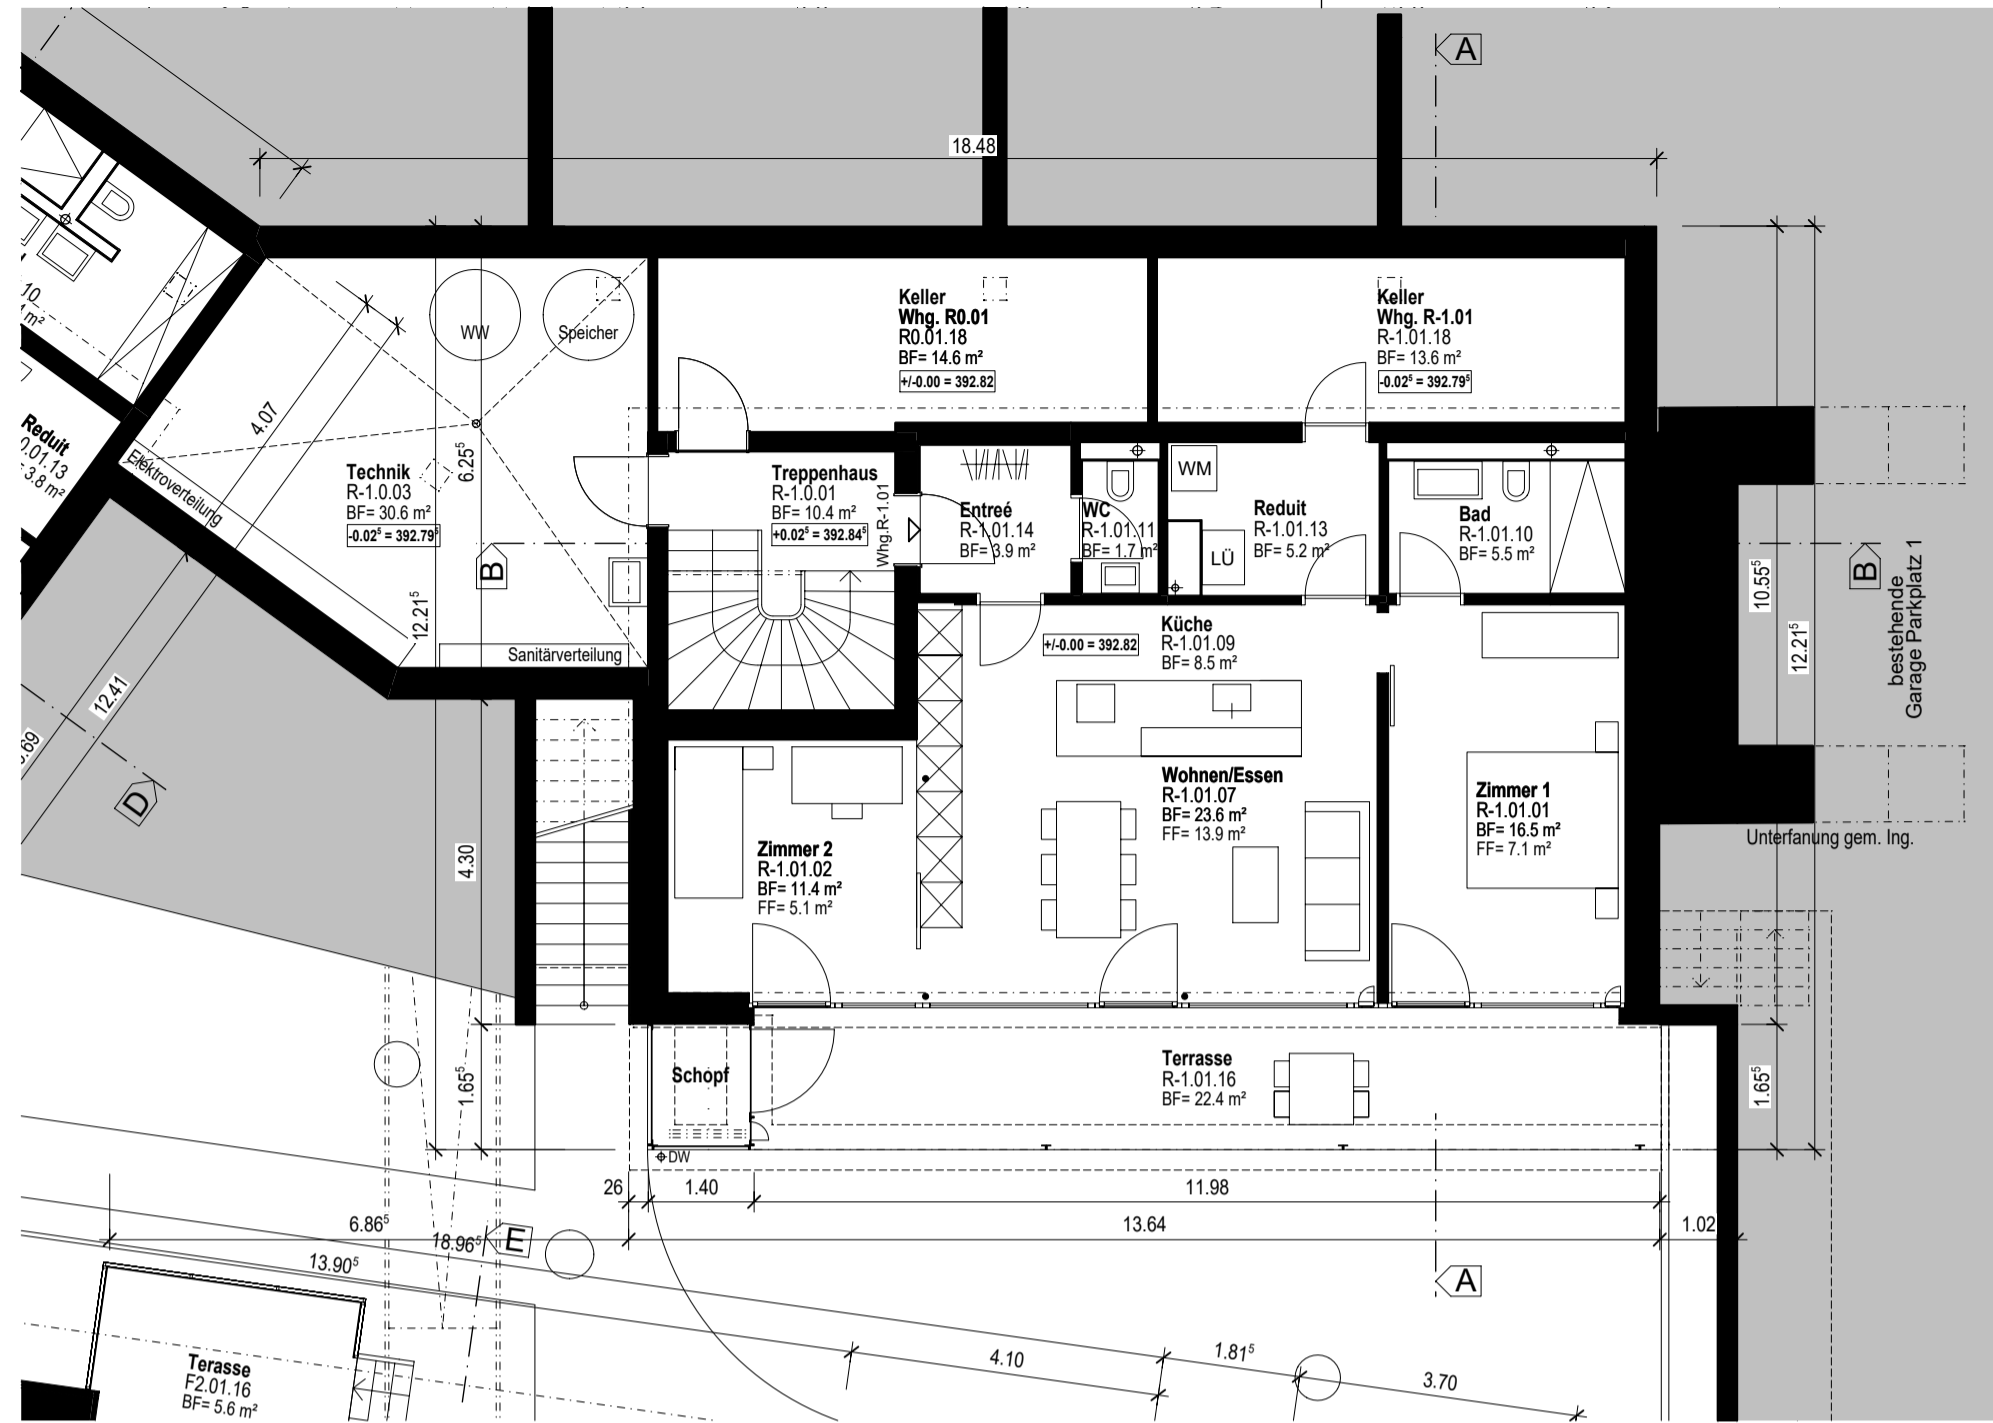 A
18.48
.10
Reduit
0.01.13
3.8 m²
Elektroverteilung
4.07
WW
Speicher
6.25⁵
Technik
R-1.0.03
BF= 30.6 m²
-0.02⁵ = 392.79⁵
B
12.21⁵
Sanitärverteilung
Keller
Whg. R0.01
R0.01.18
BF= 14.6 m²
+/-0.00 = 392.82
Keller
Whg. R-1.01
R-1.01.18
BF= 13.6 m²
-0.02⁵ = 392.79⁵
Treppenhaus
R-1.0.01
BF= 10.4 m²
+0.02⁵ = 392.84⁵
Whg.R-1.01
Entreé
R-1.01.14
BF= 3.9 m²
WC
R-1.01.11
BF= 1.7 m²
WM
LÜ
Reduit
R-1.01.13
BF= 5.2 m²
Bad
R-1.01.10
BF= 5.5 m²
Küche
R-1.01.09
BF= 8.5 m²
+/-0.00 = 392.82
10.55⁵
12.21⁵
B
bestehende
Garage Parkplatz 1
Unterfanung gem. Ing.
12.41
D
4.30
Zimmer 2
R-1.01.02
BF= 11.4 m²
FF= 5.1 m²
Wohnen/Essen
R-1.01.07
BF= 23.6 m²
FF= 13.9 m²
Zimmer 1
R-1.01.01
BF= 16.5 m²
FF= 7.1 m²
1.65⁵
Schopf
Terrasse
R-1.01.16
BF= 22.4 m²
1.65⁵
DW
26
1.40
11.98
6.86⁵
13.64
1.02
18.96⁵
E
13.90⁵
A
4.10
1.81⁵
3.70
Terasse
F2.01.16
BF= 5.6 m²